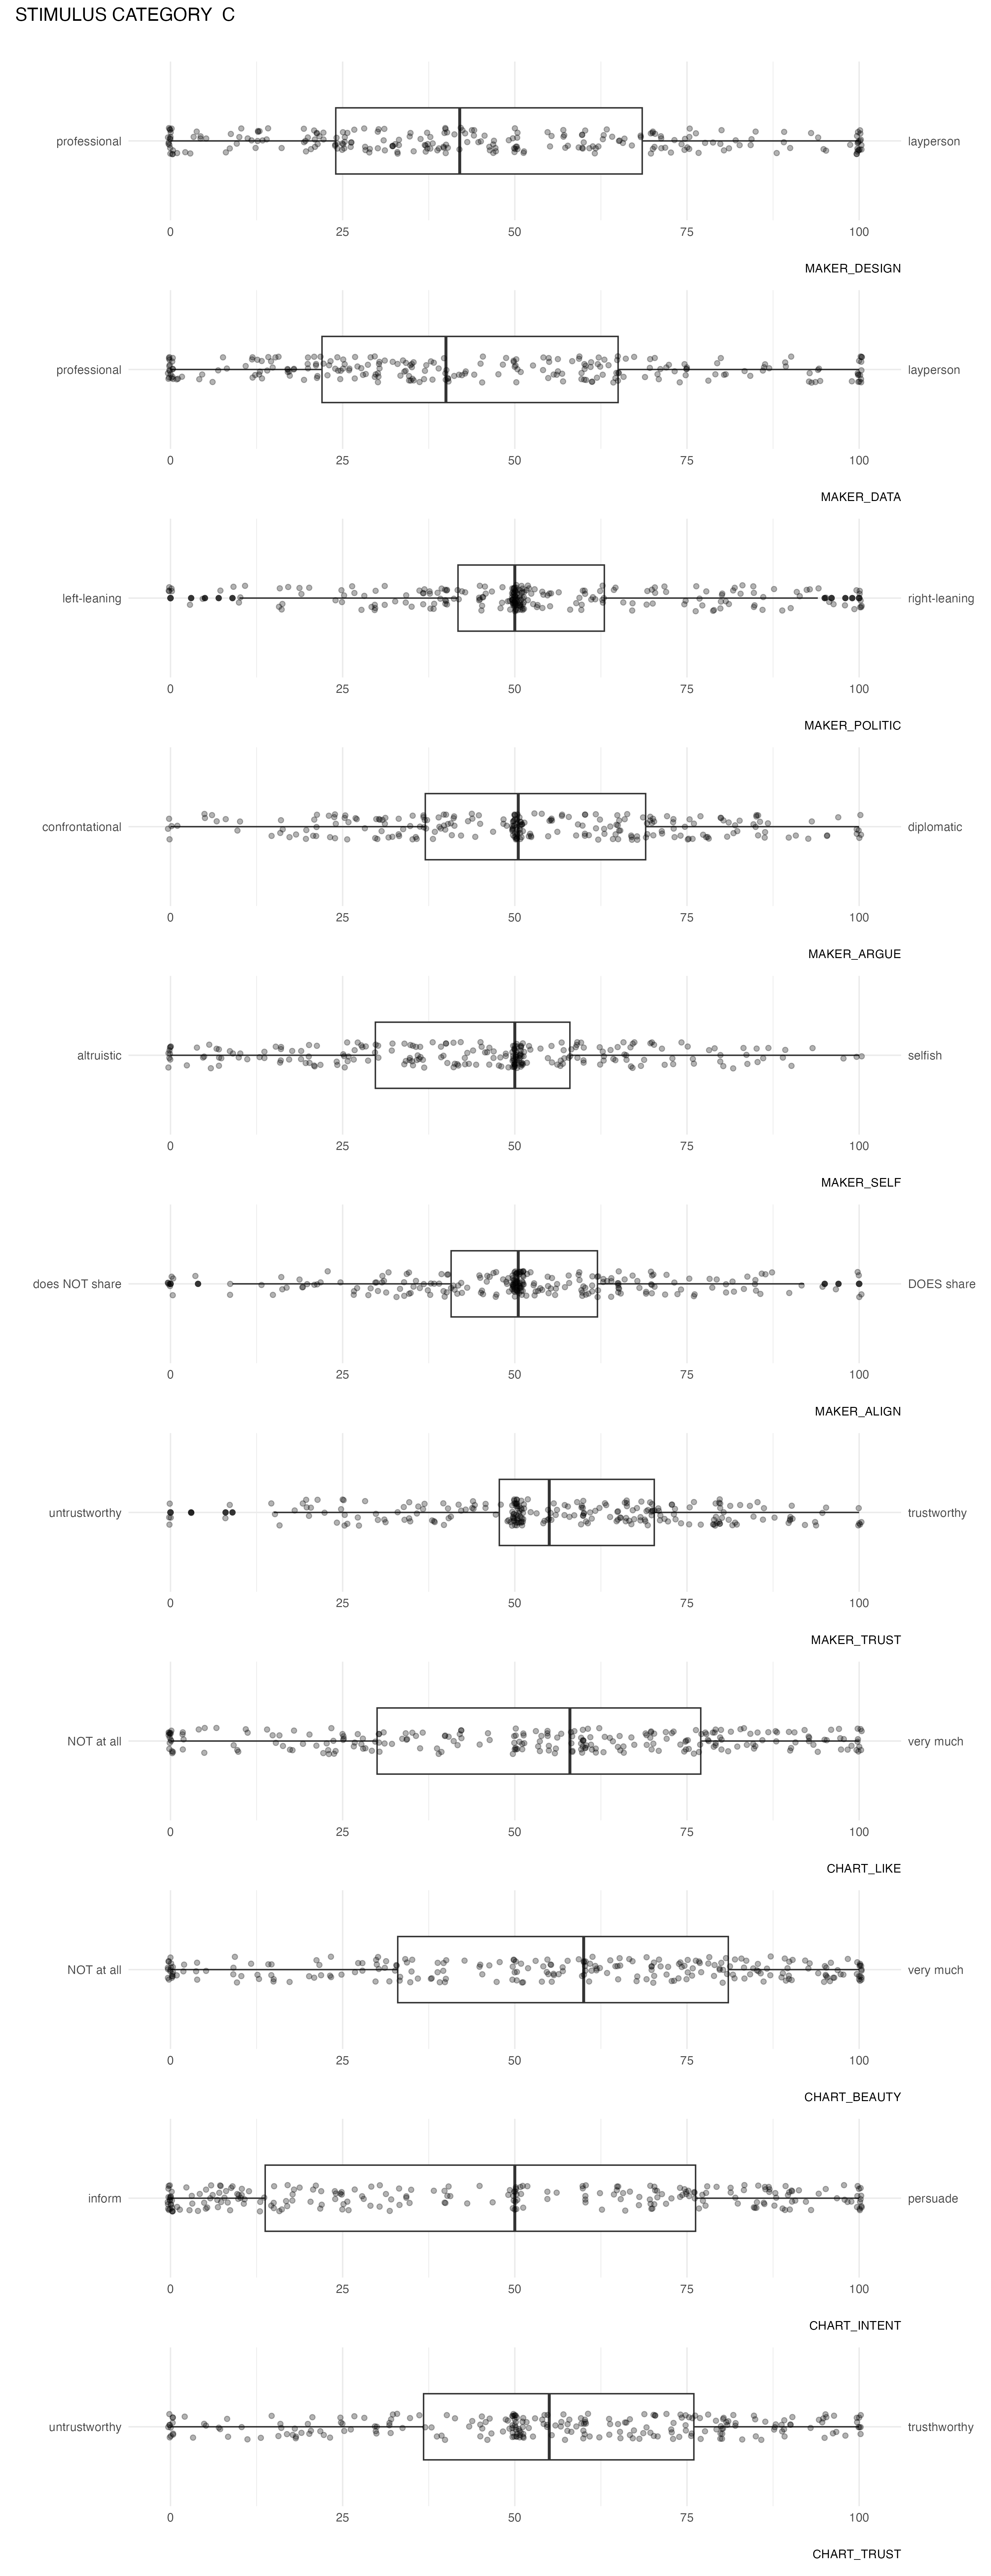 STIMULUS CATEGORY  C
professional layperson
0 25 50 75 100
MAKER_DESIGN
professional layperson
0 25 50 75 100
MAKER_DATA
left-leaning right-leaning
0 25 50 75 100
MAKER_POLITIC
confrontational diplomatic
0 25 50 75 100
MAKER_ARGUE
altruistic selfish
0 25 50 75 100
MAKER_SELF
does NOT share DOES share
0 25 50 75 100
MAKER_ALIGN
untrustworthy trustworthy
0 25 50 75 100
MAKER_TRUST
NOT at all very much
0 25 50 75 100
CHART_LIKE
NOT at all very much
0 25 50 75 100
CHART_BEAUTY
inform persuade
0 25 50 75 100
CHART_INTENT
untrustworthy trusthworthy
0 25 50 75 100
CHART_TRUST